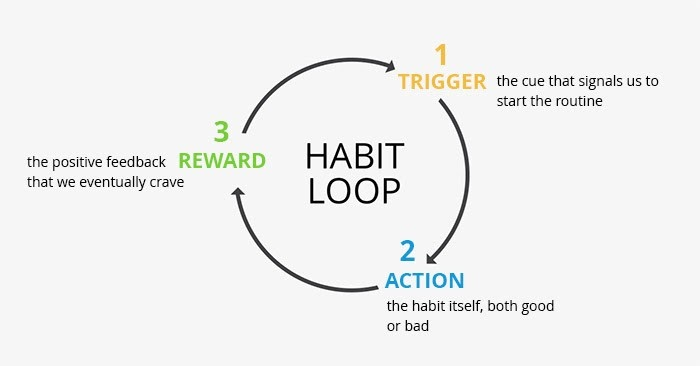 1
TRIGGER
the cue that signals us to
start the routine
HABIT
LOOP
2
ACTION
the habit itself, both good
or bad
3
REWARD
the positive feedback
that we eventually crave